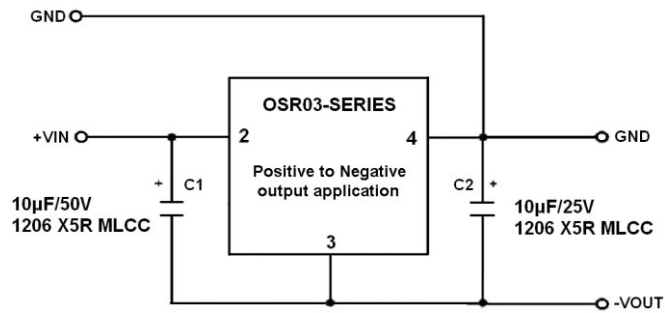 GND
OSR03-SERIES
+VIN
2
4
GND
Positive to Negative
output application
+ C1
C2 +
10µF/50V
1206 X5R MLCC
10µF/25V
1206 X5R MLCC
3
-VOUT